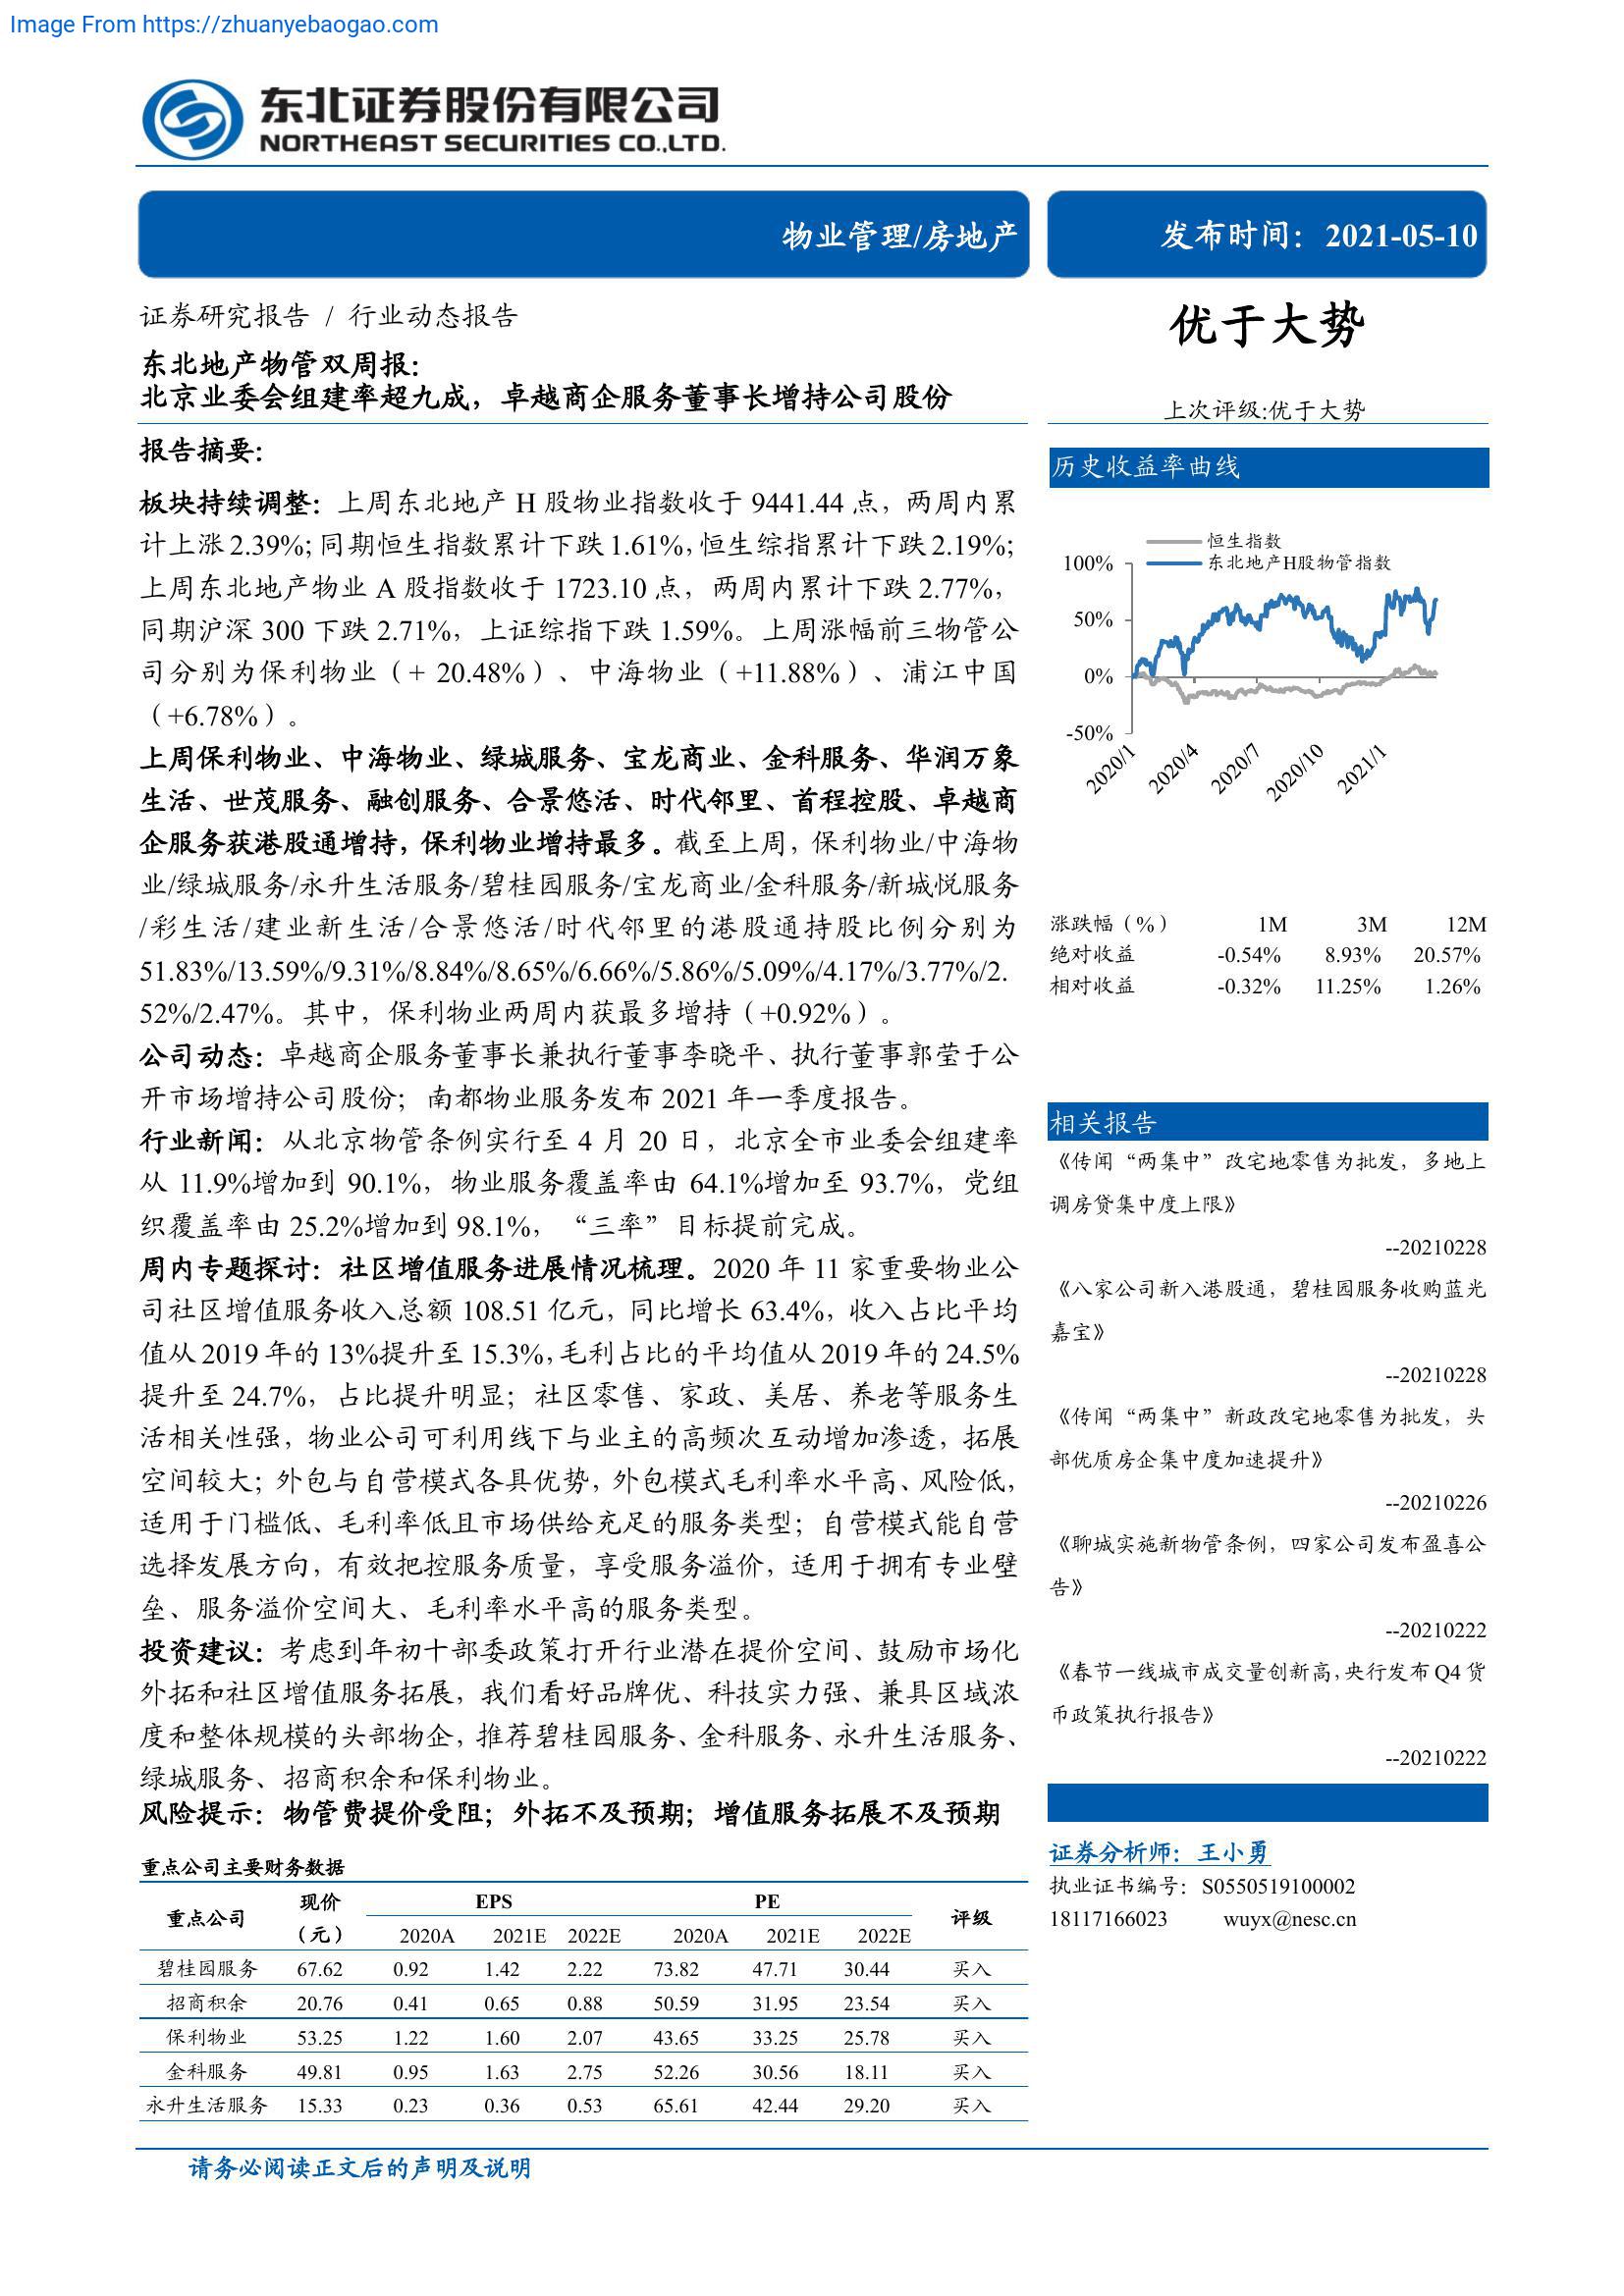 Image From https://zhuanyebaogao.com
东北证券股份有限公司
NORTHEAST SECURITIES CO.,LTD.
物业管理/房地产
发布时间：2021-05-10
证券研究报告 / 行业动态报告
东北地产物管双周报：
北京业委会组建率超九成，卓越商企服务董事长增持公司股份
报告摘要：
板块持续调整：上周东北地产 H 股物业指数收于 9441.44 点，两周内累
计上涨 2.39%；同期恒生指数累计下跌 1.61%，恒生综指累计下跌 2.19%；
上周东北地产物业 A 股指数收于 1723.10 点，两周内累计下跌 2.77%，
同期沪深 300 下跌 2.71%，上证综指下跌 1.59%。上周涨幅前三物管公
司分别为保利物业（+ 20.48%）、中海物业（+11.88%）、浦江中国
（+6.78%）。
上周保利物业、中海物业、绿城服务、宝龙商业、金科服务、华润万象
生活、世茂服务、融创服务、合景悠活、时代邻里、首程控股、卓越商
企服务获港股通增持，保利物业增持最多。截至上周，保利物业/中海物
业/绿城服务/永升生活服务/碧桂园服务/宝龙商业/金科服务/新城悦服务
/彩生活/建业新生活/合景悠活/时代邻里的港股通持股比例分别为
51.83%/13.59%/9.31%/8.84%/8.65%/6.66%/5.86%/5.09%/4.17%/3.77%/2.
52%/2.47%。其中，保利物业两周内获最多增持（+0.92%）。
公司动态：卓越商企服务董事长兼执行董事李晓平、执行董事郭莹于公
开市场增持公司股份；南都物业服务发布 2021 年一季度报告。
行业新闻：从北京物管条例实行至 4 月 20 日，北京全市业委会组建率
从 11.9%增加到 90.1%，物业服务覆盖率由 64.1%增加至 93.7%，党组
织覆盖率由 25.2%增加到 98.1%，“三率”目标提前完成。
周内专题探讨：社区增值服务进展情况梳理。2020 年 11 家重要物业公
司社区增值服务收入总额 108.51 亿元，同比增长 63.4%，收入占比平均
值从 2019 年的 13%提升至 15.3%，毛利占比的平均值从 2019 年的 24.5%
提升至 24.7%，占比提升明显；社区零售、家政、美居、养老等服务生
活相关性强，物业公司可利用线下与业主的高频次互动增加渗透，拓展
空间较大；外包与自营模式各具优势，外包模式毛利率水平高、风险低，
适用于门槛低、毛利率低且市场供给充足的服务类型；自营模式能自营
选择发展方向，有效把控服务质量，享受服务溢价，适用于拥有专业壁
垒、服务溢价空间大、毛利率水平高的服务类型。
投资建议：考虑到年初十部委政策打开行业潜在提价空间、鼓励市场化
外拓和社区增值服务拓展，我们看好品牌优、科技实力强、兼具区域浓
度和整体规模的头部物企，推荐碧桂园服务、金科服务、永升生活服务、
绿城服务、招商积余和保利物业。
风险提示：物管费提价受阻；外拓不及预期；增值服务拓展不及预期
重点公司主要财务数据
重点公司 现价（元） EPS PE 评级
2020A 2021E 2022E 2020A 2021E 2022E
碧桂园服务 67.62 0.92 1.42 2.22 73.82 47.71 30.44 买入
招商积余 20.76 0.41 0.65 0.88 50.59 31.95 23.54 买入
保利物业 53.25 1.22 1.60 2.07 43.65 33.25 25.78 买入
金科服务 49.81 0.95 1.63 2.75 52.26 30.56 18.11 买入
永升生活服务 15.33 0.23 0.36 0.53 65.61 42.44 29.20 买入
优于大势
上次评级:优于大势
历史收益率曲线
恒生指数
东北地产H股物管指数
100%
50%
0%
-50%
2020/1 2020/4 2020/7 2020/10 2021/1
涨跌幅（%） 1M 3M 12M
绝对收益 -0.54% 8.93% 20.57%
相对收益 -0.32% 11.25% 1.26%
相关报告
《传闻“两集中”改宅地零售为批发，多地上
调房贷集中度上限》
--20210228
《八家公司新入港股通，碧桂园服务收购蓝光
嘉宝》
--20210228
《传闻“两集中”新政改宅地零售为批发，头
部优质房企集中度加速提升》
--20210226
《聊城实施新物管条例，四家公司发布盈喜公
告》
--20210222
《春节一线城市成交量创新高,央行发布 Q4 货
币政策执行报告》
--20210222
证券分析师：王小勇
执业证书编号：S0550519100002
18117166023 wuyx@nesc.cn
请务必阅读正文后的声明及说明